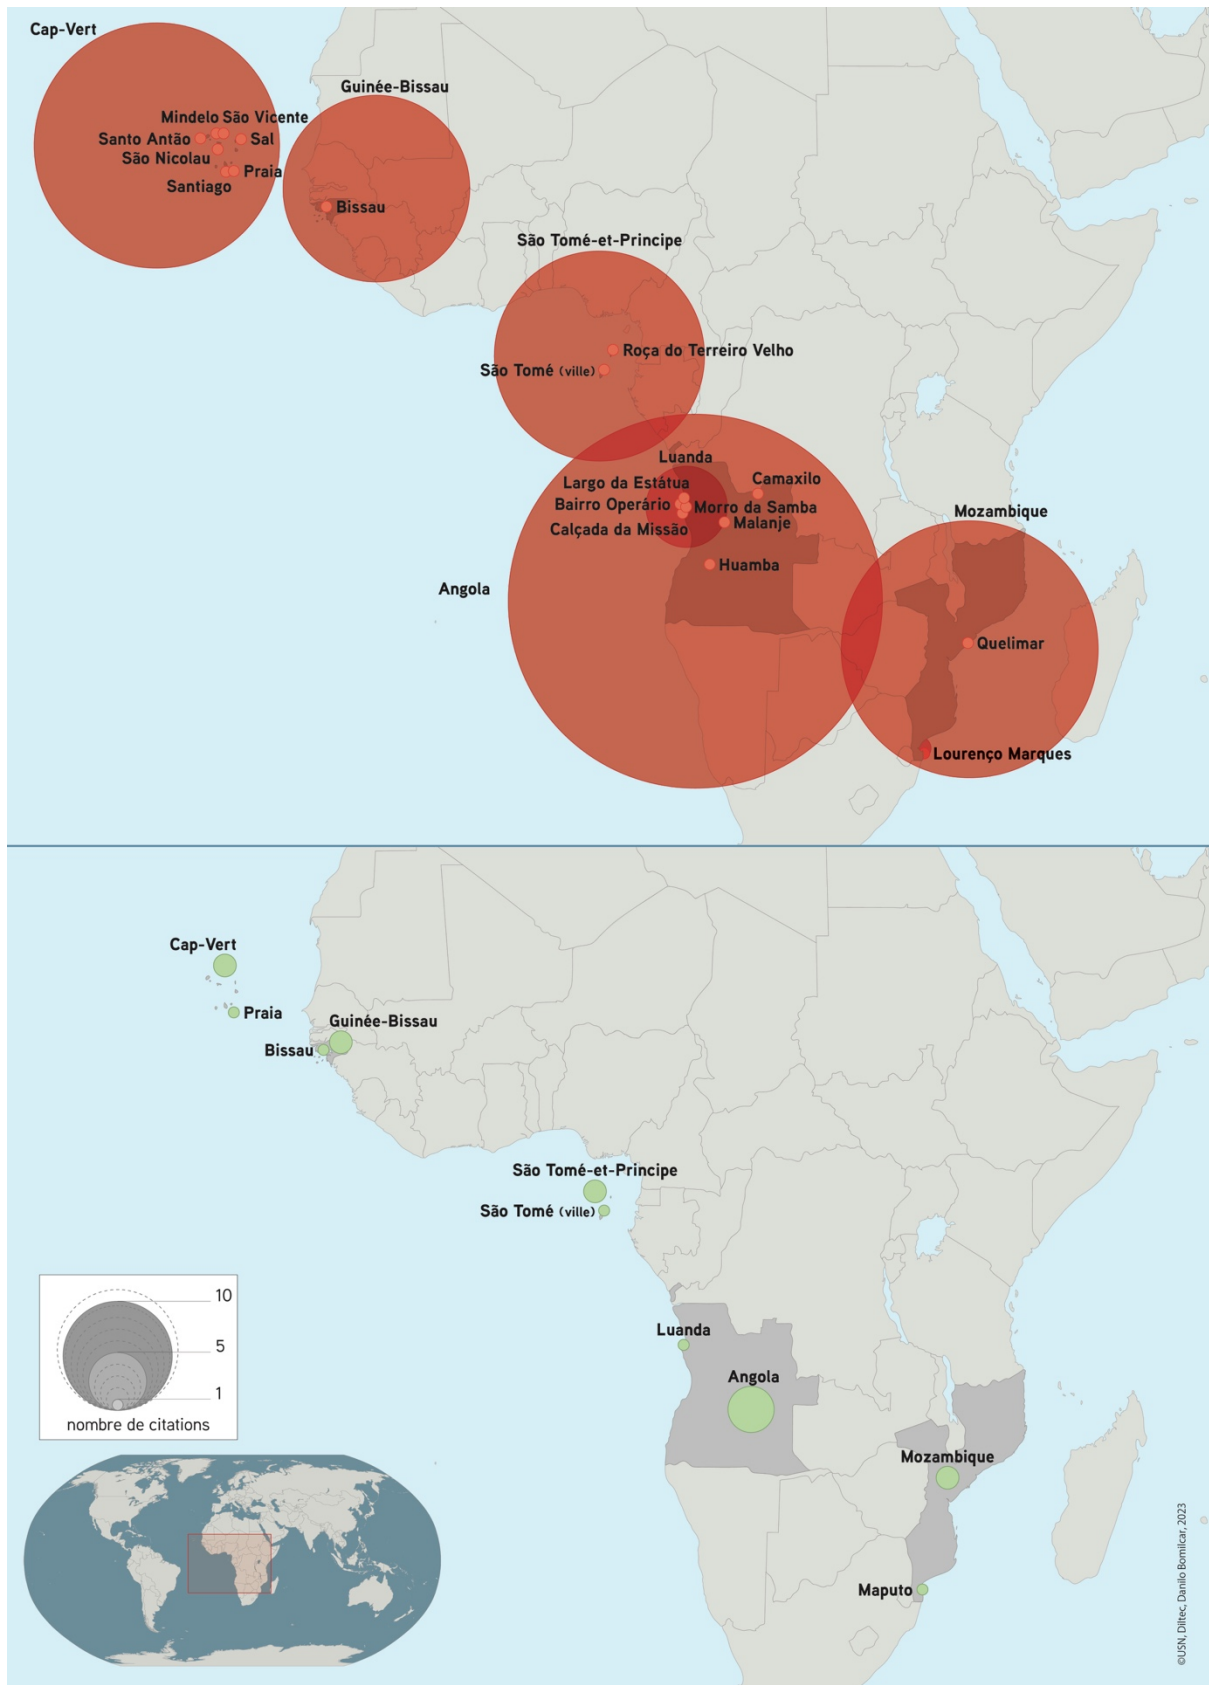 Cap-Vert
Guinée-Bissau
Mindelo São Vicente
Santo Antão
Sal
São Nicolau
Praia
Santiago
Bissau
São Tomé-et-Principe
Roça do Terreiro Velho
São Tomé (ville)
Luanda
Largo da Estátua
Camaxilo
Bairro Operário
Morro da Samba
Mozambique
Calçada da Missão
Malanje
Huamba
Angola
Quelimar
Lourenço Marques
Cap-Vert
Praia
Guinée-Bissau
Bissau
São Tomé-et-Principe
São Tomé (ville)
10
5
1
nombre de citations
Luanda
Angola
Mozambique
Maputo
©USN, Diltec, Danilo Bomilcar, 2023